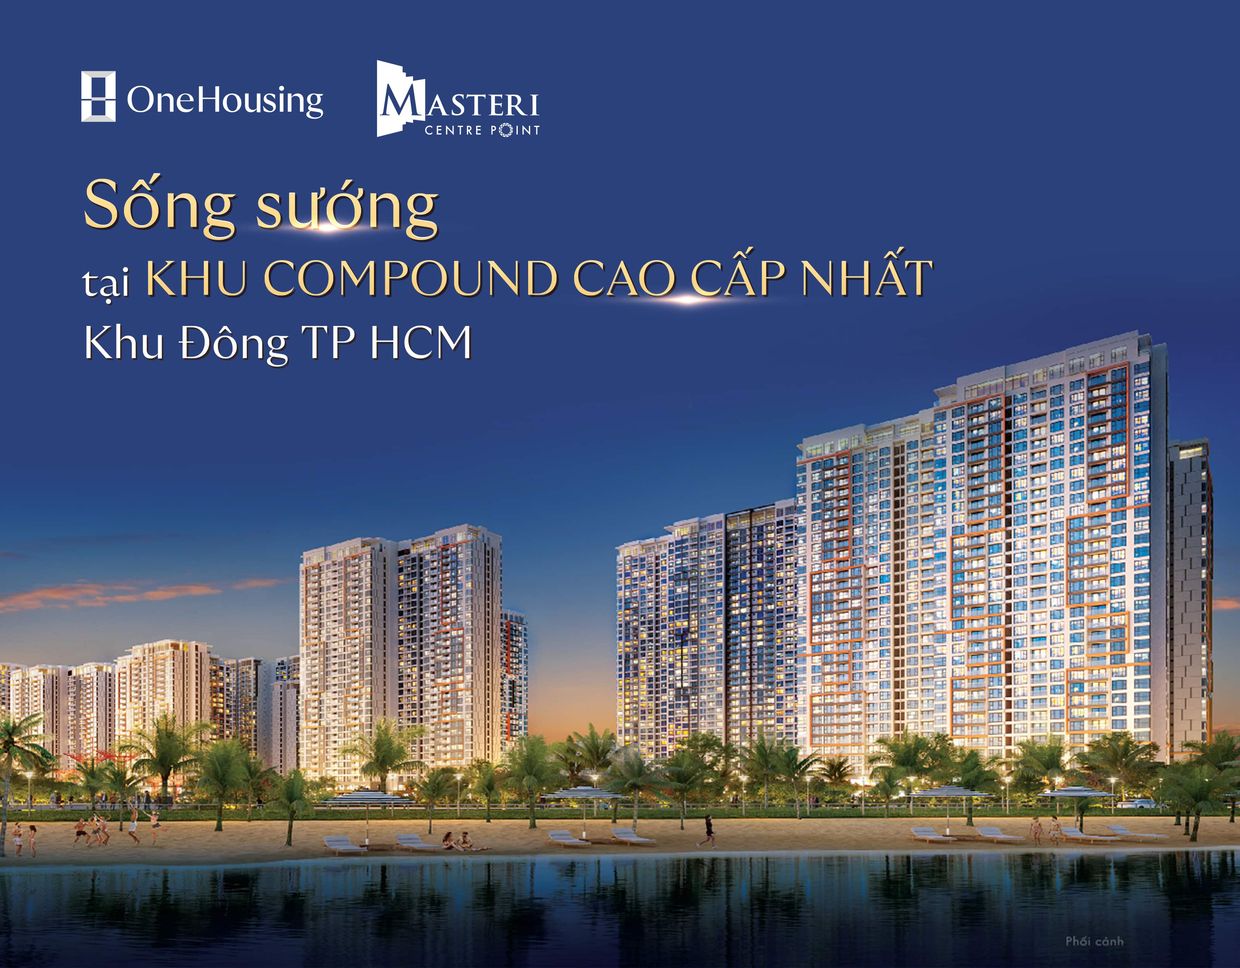 OneHousing
MASTERI
CENTRE POINT
Sống sướng
tại KHU COMPOUND CAO CẤP NHẤT
Khu Đông TP HCM
Phối cảnh